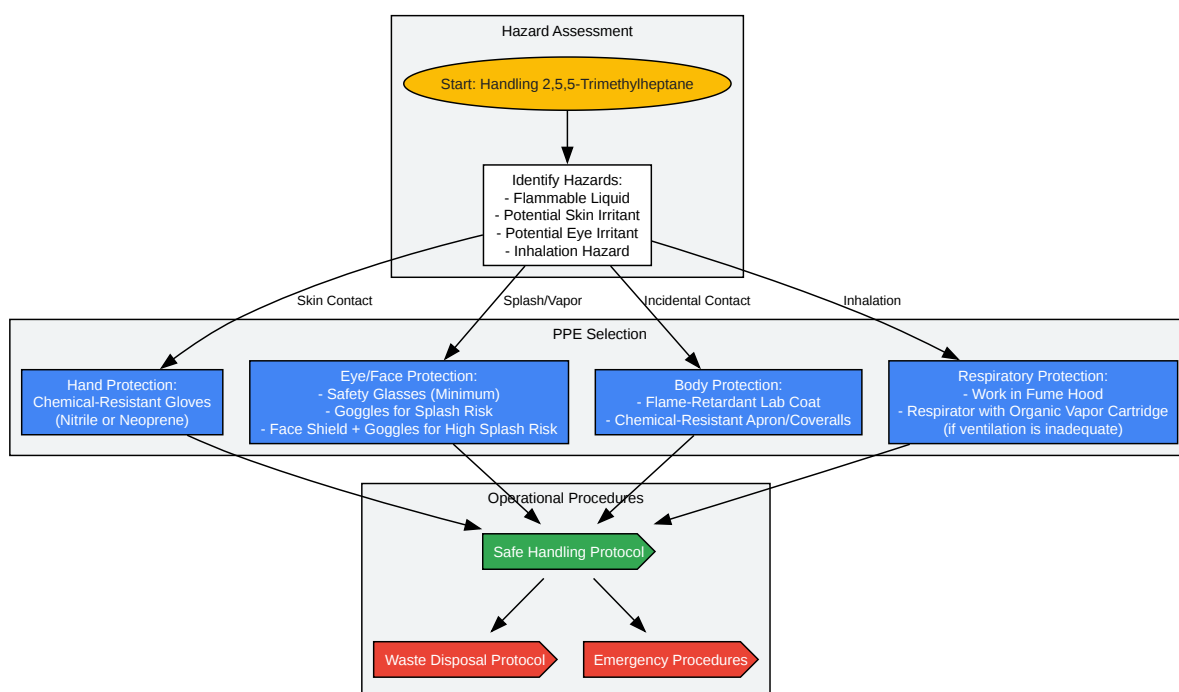 Hazard Assessment
Start: Handling 2,5,5-Trimethylheptane
Identify Hazards:
- Flammable Liquid
- Potential Skin Irritant
- Potential Eye Irritant
- Inhalation Hazard
Skin Contact
Splash/Vapor
Incidental Contact
Inhalation
PPE Selection
Hand Protection:
Chemical-Resistant Gloves
(Nitrile or Neoprene)
Eye/Face Protection:
- Safety Glasses (Minimum)
- Goggles for Splash Risk
- Face Shield + Goggles for High Splash Risk
Body Protection:
- Flame-Retardant Lab Coat
- Chemical-Resistant Apron/Coveralls
Respiratory Protection:
- Work in Fume Hood
- Respirator with Organic Vapor Cartridge
(if ventilation is inadequate)
Operational Procedures
Safe Handling Protocol
Waste Disposal Protocol
Emergency Procedures